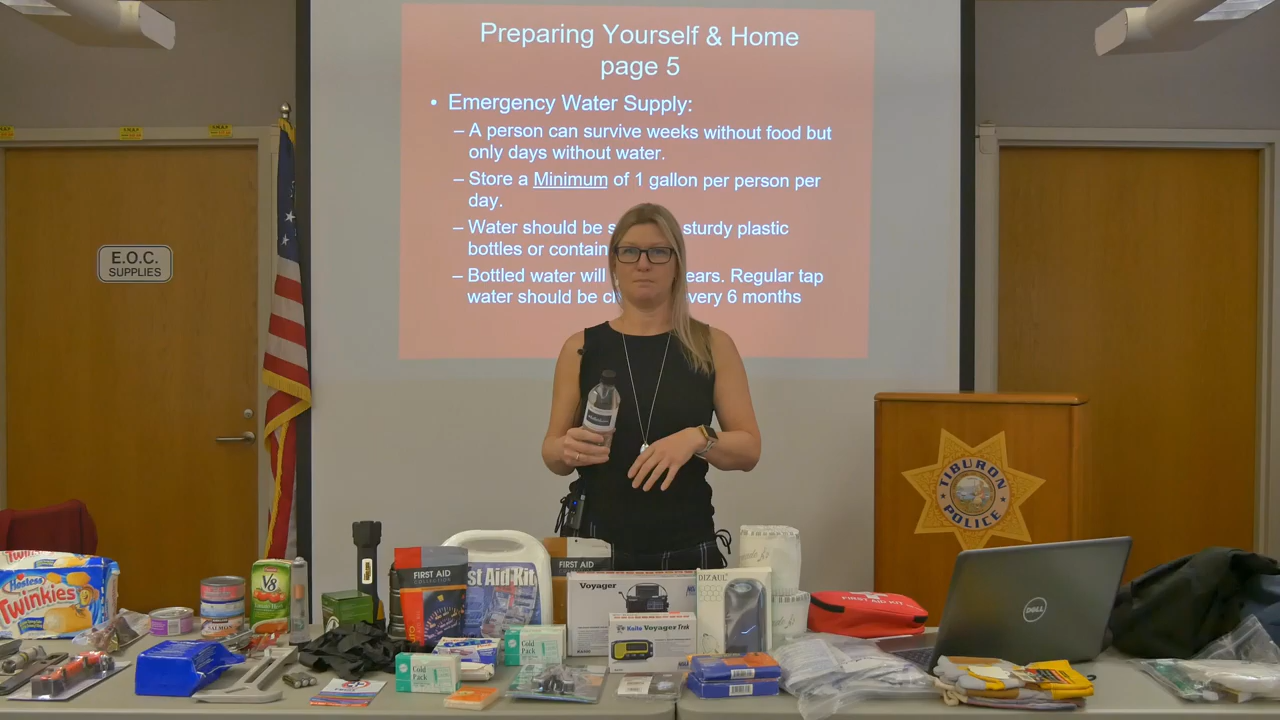 Preparing Yourself & Home
page 5
• Emergency Water Supply:
– A person can survive weeks without food but
only days without water.
– Store a Minimum of 1 gallon per person per
day.
– Water should be sturdy plastic
bottles or
– Bottled water will Regular tap
water should be 6 months
E.O.C.
SUPPLIES
TIBURON
POLICE
Hostess
Twinkies
V8
SALMON
FIRST AID
First Aid Kit
FIRST AID
Voyager
DIZAUL
Kaito Voyager Trek
FIRST AID KIT
Cold
Pack
Cold
Pack
DELL